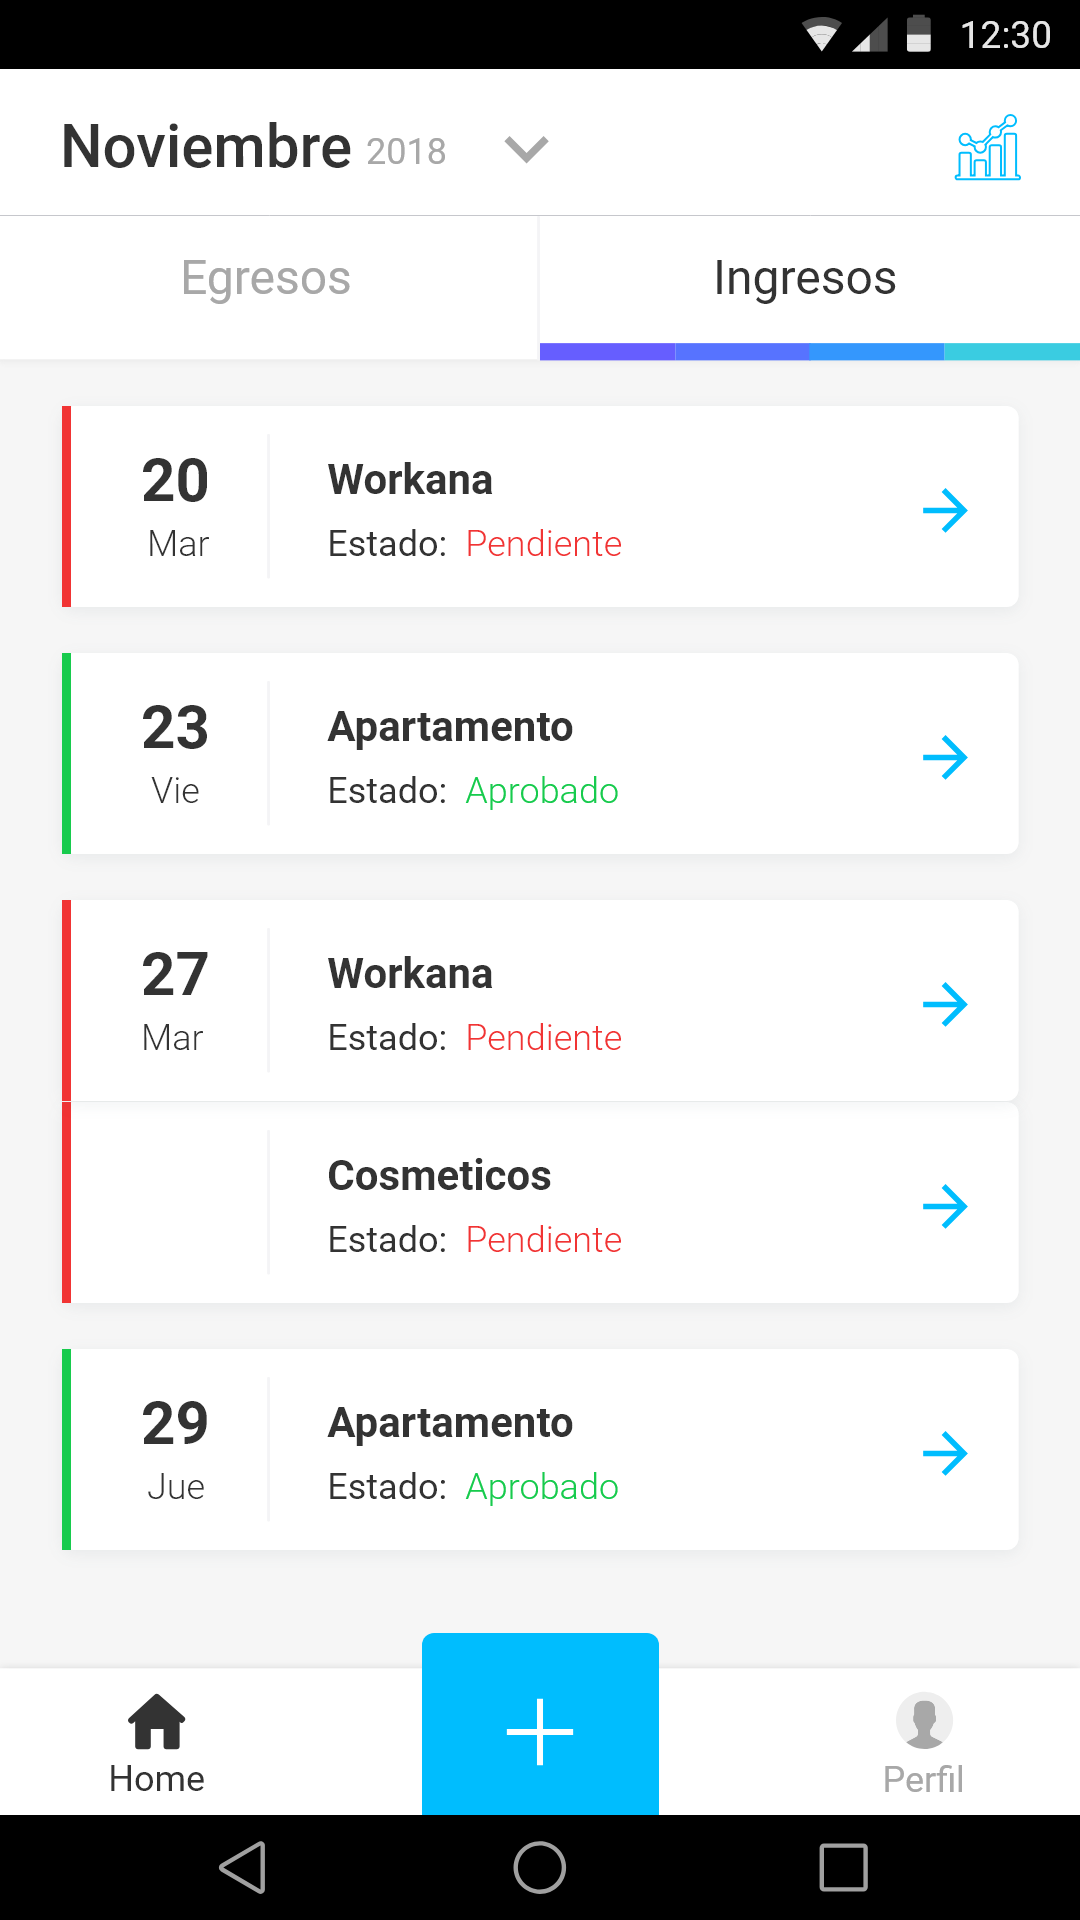 12:30
Noviembre 2018
Egresos Ingresos
20 Workana
Mar Estado: Pendiente
23 Apartamento
Vie Estado: Aprobado
27 Workana
Mar Estado: Pendiente
Cosmeticos
Estado: Pendiente
29 Apartamento
Jue Estado: Aprobado
Home Perfil